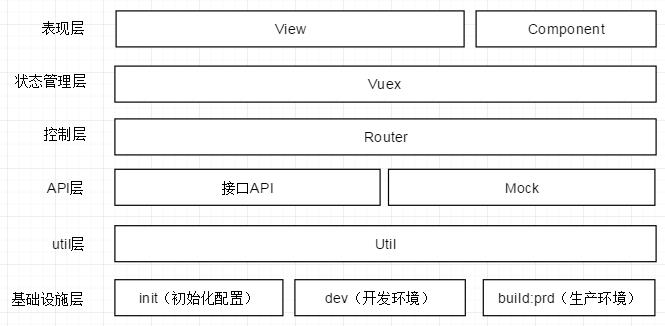 表现层 View Component
状态管理层 Vuex
控制层 Router
API层 接口API Mock
util层 Util
基础设施层 init（初始化配置） dev（开发环境） build:prd（生产环境）